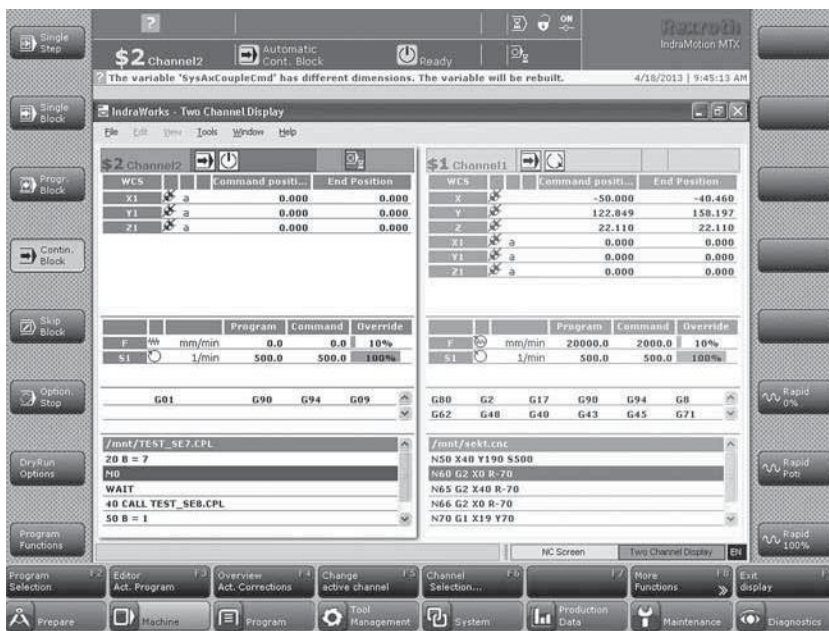 Single Step
?
ON
Rexroth
IndraMotion MTX
$2 Channel2
Automatic Cont. Block
Ready
? The variable 'SysAxCoupleCmd' has different dimensions. The variable will be rebuilt. 4/18/2013 | 9:45:13 AM
Single Block
IndraWorks - Two Channel Display
File Edit View Tools Window Help
Progr. Block
Contin. Block
Skip Block
Option. Stop
DryRun Options
Program Functions
$2 Channel2
WCS Command positi... End Position
X1 a 0.000 0.000
Y1 a 0.000 0.000
Z1 a 0.000 0.000
Program Command Override
F mm/min 0.0 0.0 10%
S1 1/min 500.0 500.0 100%
G01 G90 G94 G09
/mnt/TEST_SE7.CPL
20 B = 7
M0
WAIT
40 CALL TEST_SE8.CPL
50 B = 1
$1 Channel1
WCS Command positi... End Position
X -50.000 -40.460
Y 122.849 158.197
Z 22.110 22.110
X1 a 0.000 0.000
Y1 a 0.000 0.000
Z1 a 0.000 0.000
Program Command Override
F mm/min 20000.0 2000.0 10%
S1 1/min 500.0 500.0 100%
G80 G2 G17 G90 G94 G8
G62 G48 G40 G43 G45 G71
/mnt/sekt.cnc
N50 X40 Y190 S500
N60 G2 X0 R-70
N65 G2 X40 R-70
N66 G2 X0 R-70
N70 G1 X19 Y70
Rapid 0%
Rapid Poti
Rapid 100%
NC Screen Two Channel Display EN
Program Selection F2
Editor Act. Program F3
Overview Act. Corrections F4
Change active channel F5
Channel Selection... F6
F7
More Functions F8
Exit display
Prepare Machine Program Tool Management System Production Data Maintenance Diagnostics